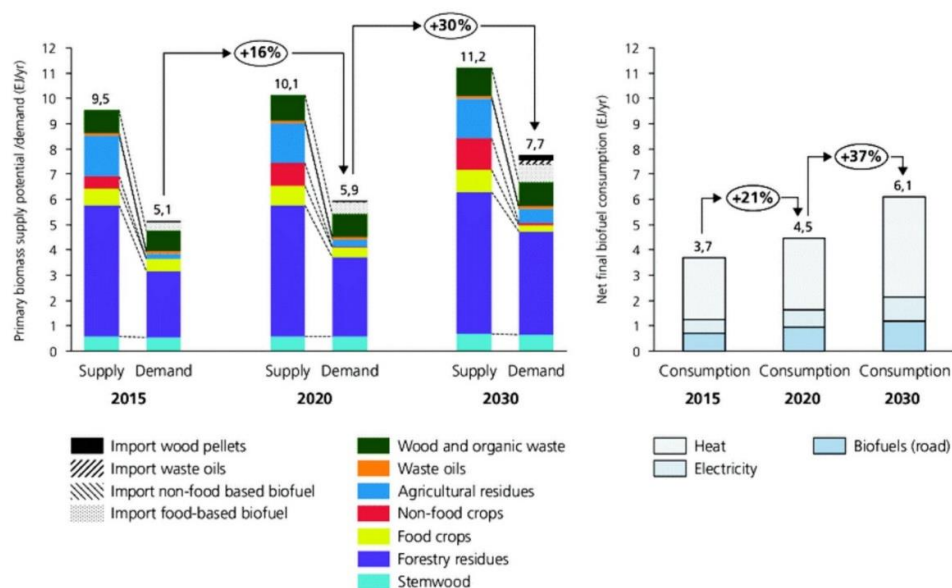 +30%
+16%
Primary biomass supply potential /demand (EJ/yr)
12
11
10
9
8
7
6
5
4
3
2
1
0
9,5
5,1
10,1
5,9
11,2
7,7
Supply Demand
2015
Supply Demand
2020
Supply Demand
2030
Net final biofuel consumption (EJ/yr)
12
11
10
9
8
7
6
5
4
3
2
1
0
+37%
+21%
3,7
4,5
6,1
Consumption
2015
Consumption
2020
Consumption
2030
Import wood pellets
Import waste oils
Import non-food based biofuel
Import food-based biofuel
Wood and organic waste
Waste oils
Agricultural residues
Non-food crops
Food crops
Forestry residues
Stemwood
Heat
Electricity
Biofuels (road)